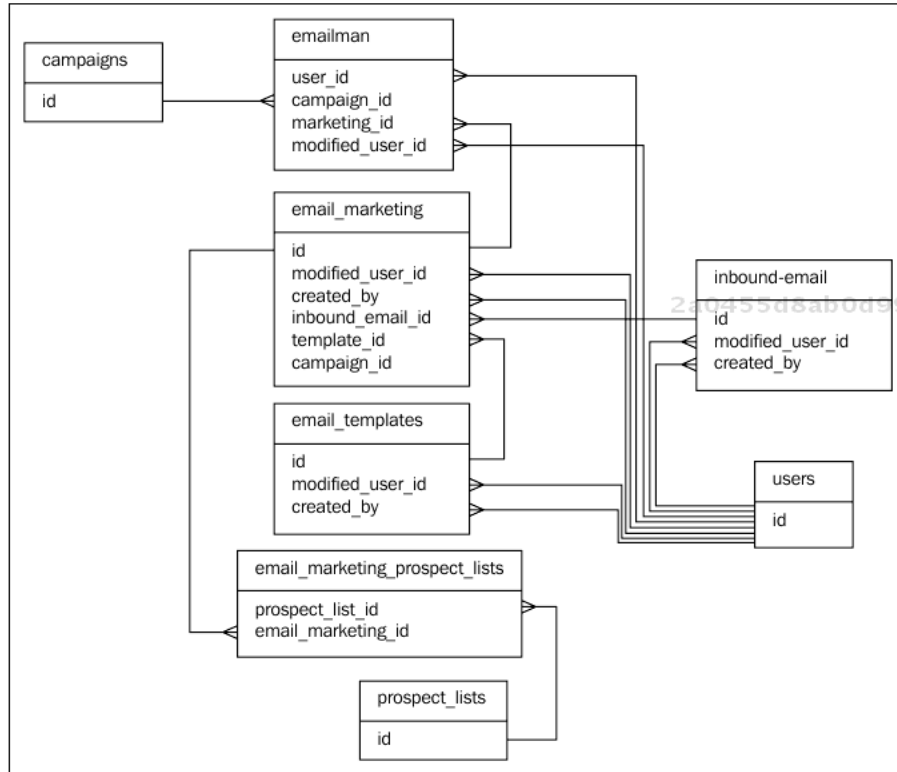 campaigns
id
emailman
user_id
campaign_id
marketing_id
modified_user_id
email_marketing
id
modified_user_id
created_by
inbound_email_id
template_id
campaign_id
inbound-email
2a0455d8ab0d99
id
modified_user_id
created_by
email_templates
id
modified_user_id
created_by
users
id
email_marketing_prospect_lists
prospect_list_id
email_marketing_id
prospect_lists
id